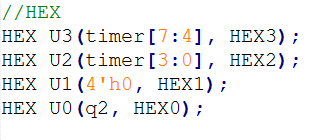 //HEX
HEX U3(timer[7:4], HEX3);
HEX U2(timer[3:0], HEX2);
HEX U1(4'h0, HEX1);
HEX U0(q2, HEX0);